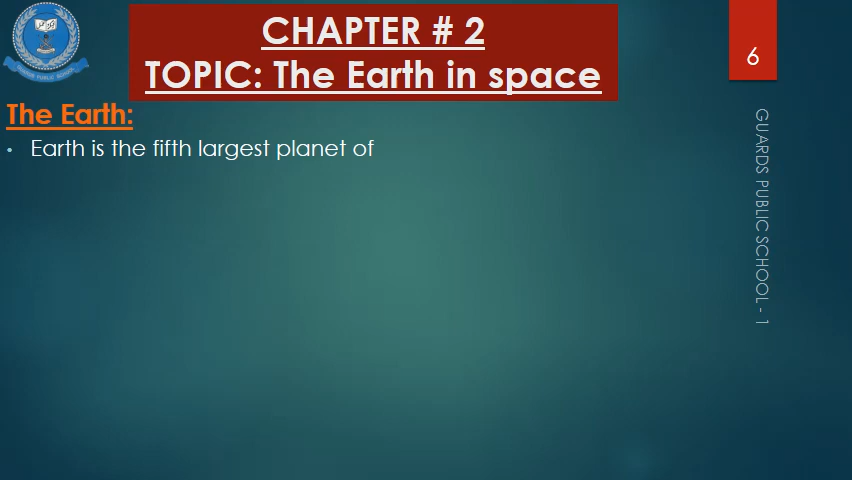 CHAPTER # 2
TOPIC: The Earth in space
6
The Earth:
• Earth is the fifth largest planet of
GUARDS PUBLIC SCHOOL - 1